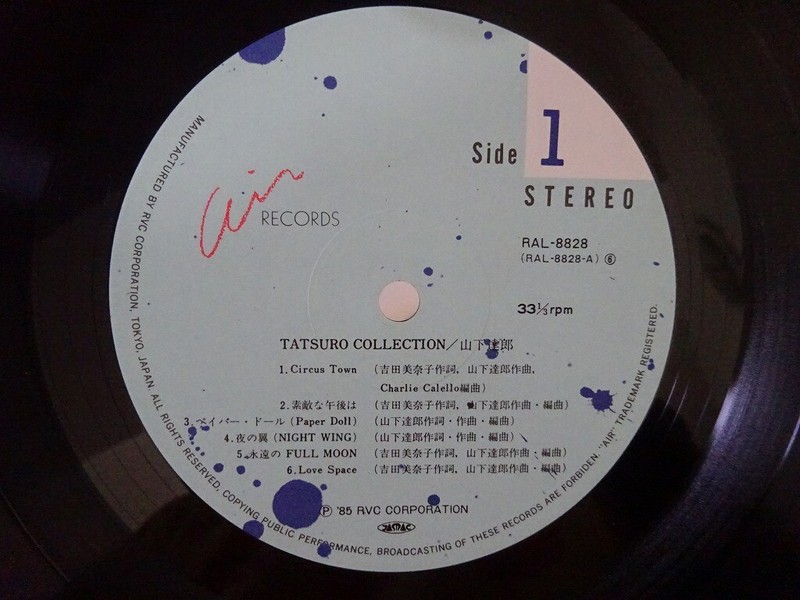 Side 1
STEREO
Air RECORDS
RAL-8828
(RAL-8828-A) ⑥
33⅓rpm
TATSURO COLLECTION/山下達郎
1.Circus Town (吉田美奈子作詞, 山下達郎作曲,
Charlie Calello編曲)
2.素敵な午後は (吉田美奈子作詞, 山下達郎作曲・編曲)
3.ペイパー・ドール (Paper Doll) (山下達郎作詞・作曲・編曲)
4.夜の翼 (NIGHT WING) (山下達郎作詞・作曲・編曲)
5.永遠の FULL MOON (吉田美奈子作詞, 山下達郎作曲・編曲)
6.Love Space (吉田美奈子作詞, 山下達郎作曲・編曲)
Ⓟ '85 RVC CORPORATION
JASRAC
MANUFACTURED BY RVC CORPORATION, TOKYO, JAPAN. ALL RIGHTS RESERVED, COPYING PUBLIC PERFORMANCE, BROADCASTING OF THESE RECORDS ARE FORBIDDEN. "AIR" TRADEMARK REGISTERED.